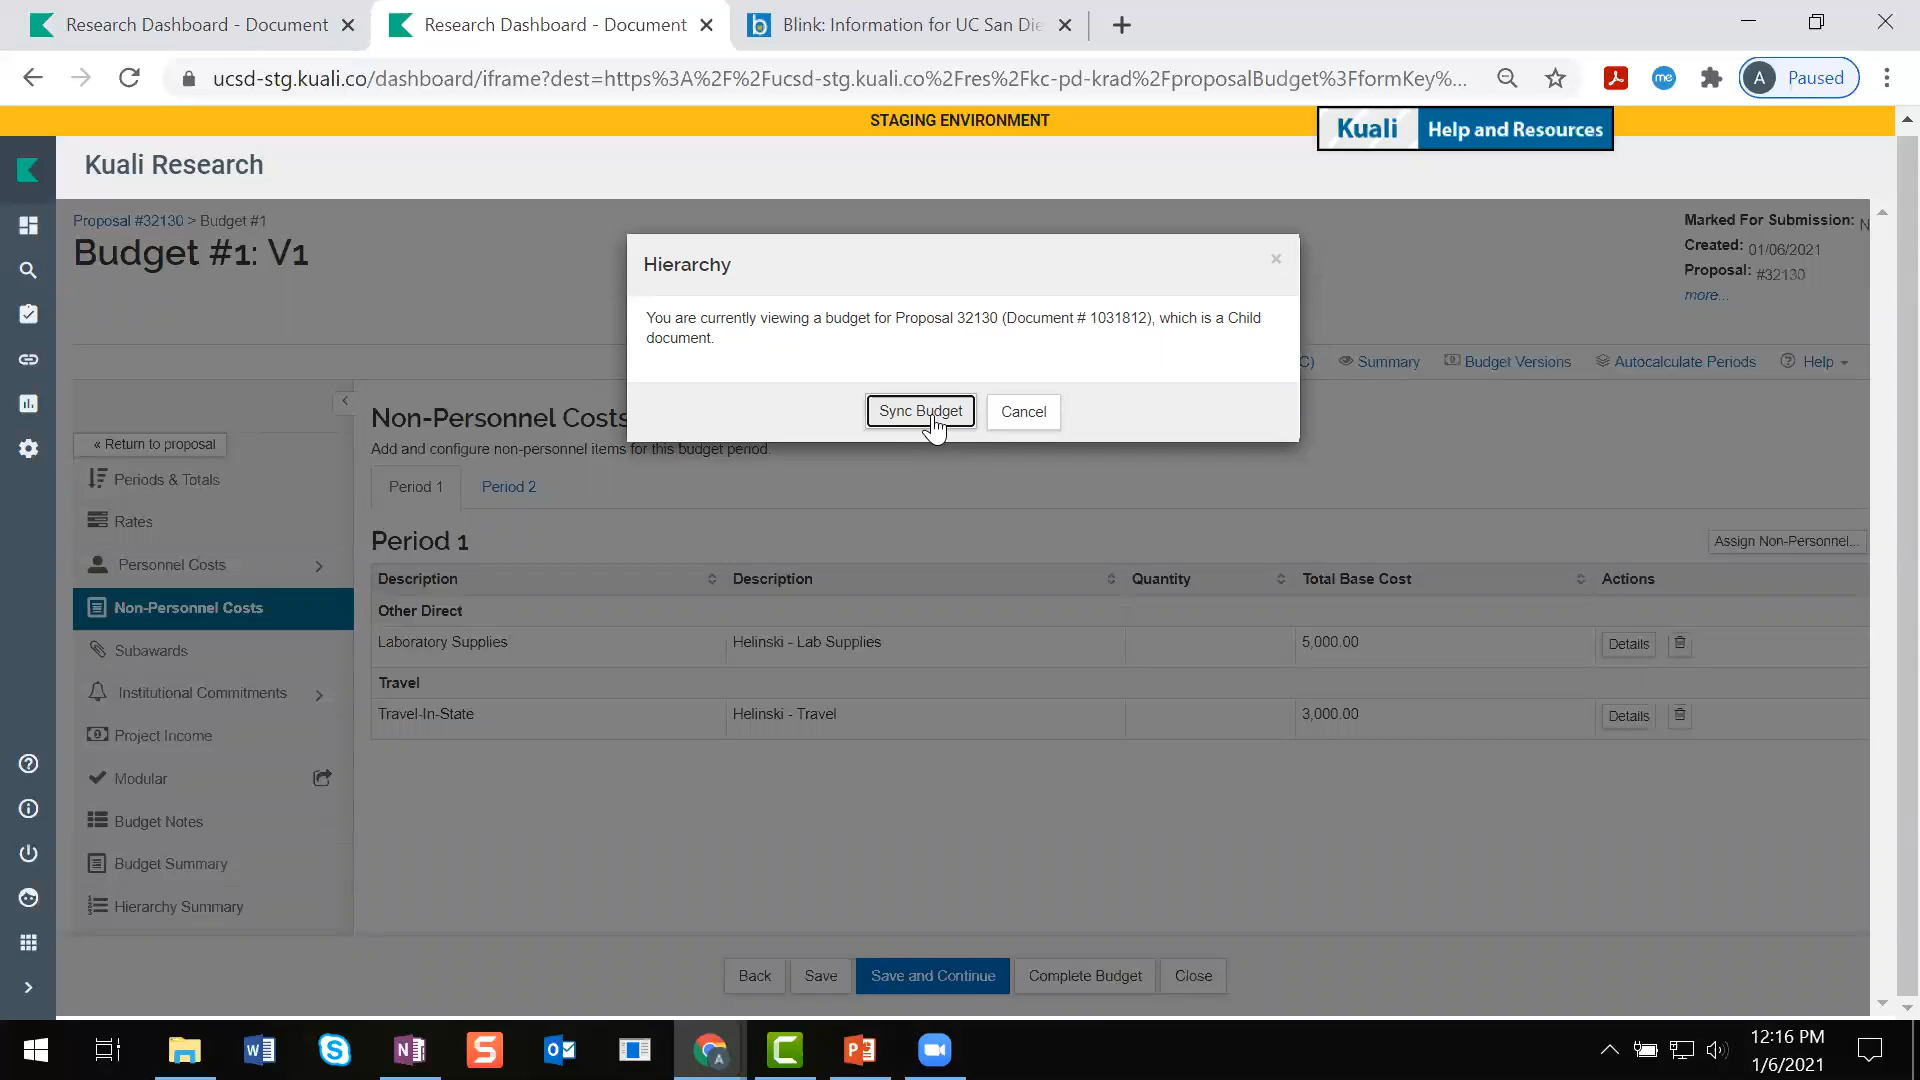 Research Dashboard - Document
Research Dashboard - Document
Blink: Information for UC San Die
ucsd-stg.kuali.co/dashboard/iframe?dest=https%3A%2F%2Fucsd-stg.kuali.co%2Fres%2Fkc-pd-krad%2FproposalBudget%3FformKey%...
me
A
Paused
STAGING ENVIRONMENT
Kuali Help and Resources
Kuali Research
Proposal #32130 > Budget #1
Budget #1: V1
Marked For Submission: N
Created: 01/06/2021
Proposal: #32130
more...
Hierarchy
You are currently viewing a budget for Proposal 32130 (Document # 1031812), which is a Child
document.
Sync Budget
Cancel
C) Summary Budget Versions Autocalculate Periods Help
« Return to proposal
Periods & Totals
Rates
Personnel Costs
Non-Personnel Costs
Subawards
Institutional Commitments
Project Income
Modular
Budget Notes
Budget Summary
Hierarchy Summary
Non-Personnel Costs
Add and configure non-personnel items for this budget period.
Period 1 Period 2
Period 1
Assign Non-Personnel...
Description Description Quantity Total Base Cost Actions
Other Direct
Laboratory Supplies Helinski - Lab Supplies 5,000.00 Details
Travel
Travel-In-State Helinski - Travel 3,000.00 Details
Back Save Save and Continue Complete Budget Close
12:16 PM
1/6/2021